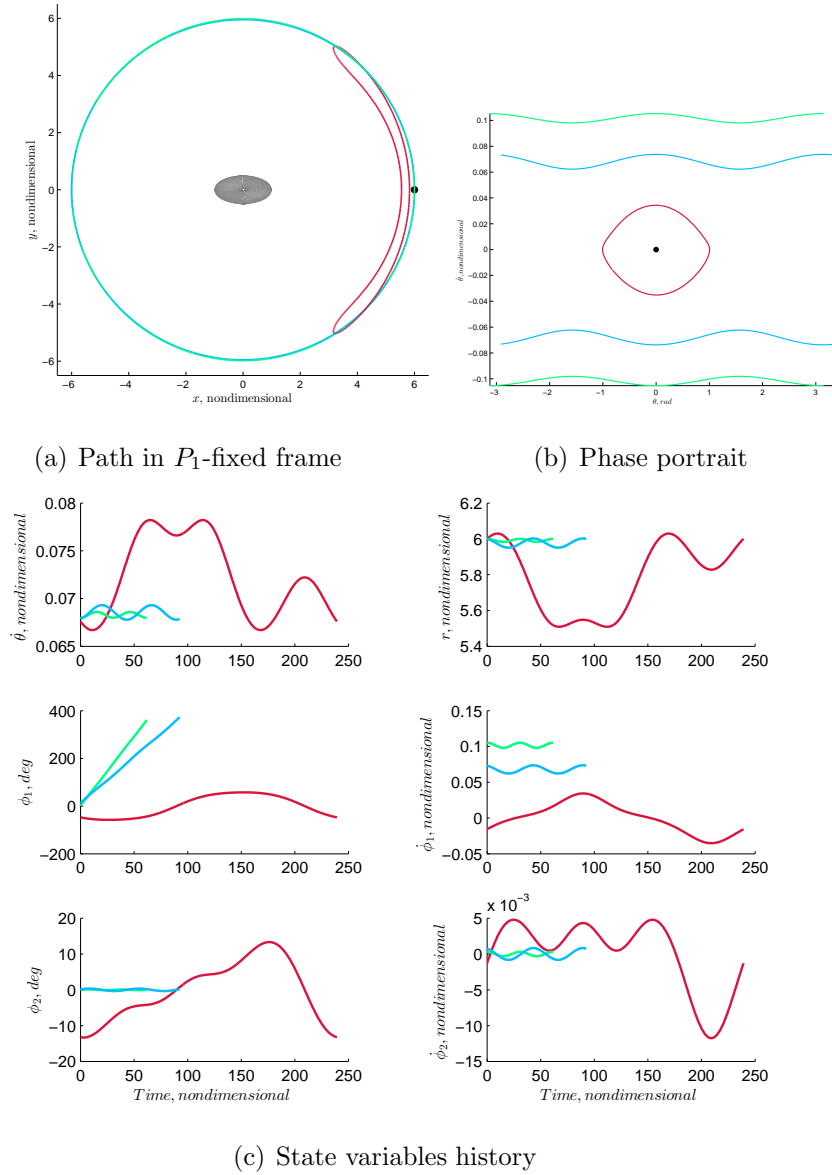 6
4
2
0
−2
−4
−6
y, nondimensional
−6 −4 −2 0 2 4 6
x, nondimensional
0.1
0.08
0.06
0.04
0.02
0
−0.02
−0.04
−0.06
−0.08
−0.1
θ̇, nondimensional
−3 −2 −1 0 1 2 3
θ, rad
(a) Path in P₁-fixed frame
(b) Phase portrait
0.08
0.075
0.07
0.065
θ̇, nondimensional
0 50 100 150 200 250
6.2
6
5.8
5.6
5.4
r, nondimensional
0 50 100 150 200 250
400
200
0
−200
ϕ₁, deg
0 50 100 150 200 250
0.15
0.1
0.05
0
−0.05
ϕ̇₁, nondimensional
0 50 100 150 200 250
20
10
0
−10
−20
ϕ₂, deg
0 50 100 150 200 250
Time, nondimensional
x 10⁻³
5
0
−5
−10
−15
ϕ̇₂, nondimensional
0 50 100 150 200 250
Time, nondimensional
(c) State variables history